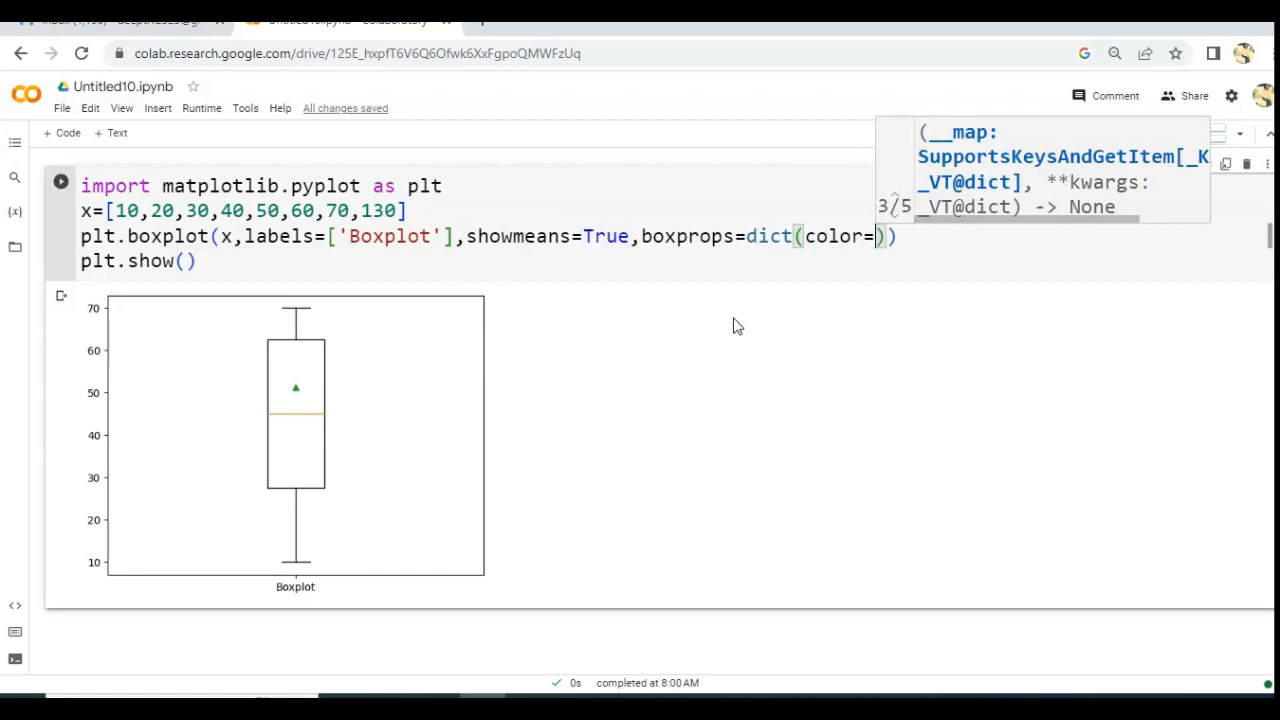 colab.research.google.com/drive/125E_hxpfT6V6Q6Ofwk6XxFgpoQMWFzUq
Untitled10.ipynb
File Edit View Insert Runtime Tools Help All changes saved
Comment Share
+ Code + Text
(__map:
SupportsKeysAndGetItem[_K
_VT@dict], **kwargs:
3/5 _VT@dict) -> None
import matplotlib.pyplot as plt
x=[10,20,30,40,50,60,70,130]
plt.boxplot(x,labels=['Boxplot'],showmeans=True,boxprops=dict(color=))
plt.show()
70
60
50
40
30
20
10
Boxplot
0s completed at 8:00 AM